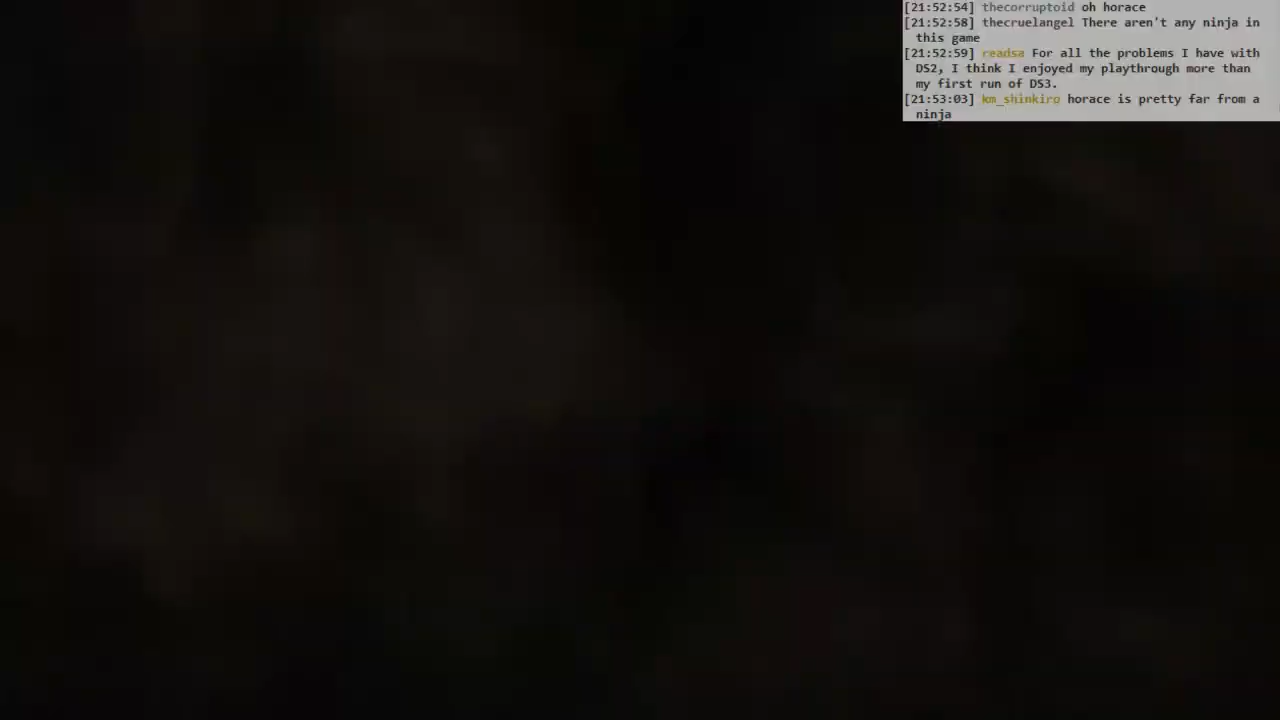 [21:52:54] thecorruptoid oh horace
[21:52:58] thecruelangel There aren't any ninja in
this game
[21:52:59] readsa For all the problems I have with
DS2, I think I enjoyed my playthrough more than
my first run of DS3.
[21:53:03] km_shinkiro horace is pretty far from a
ninja